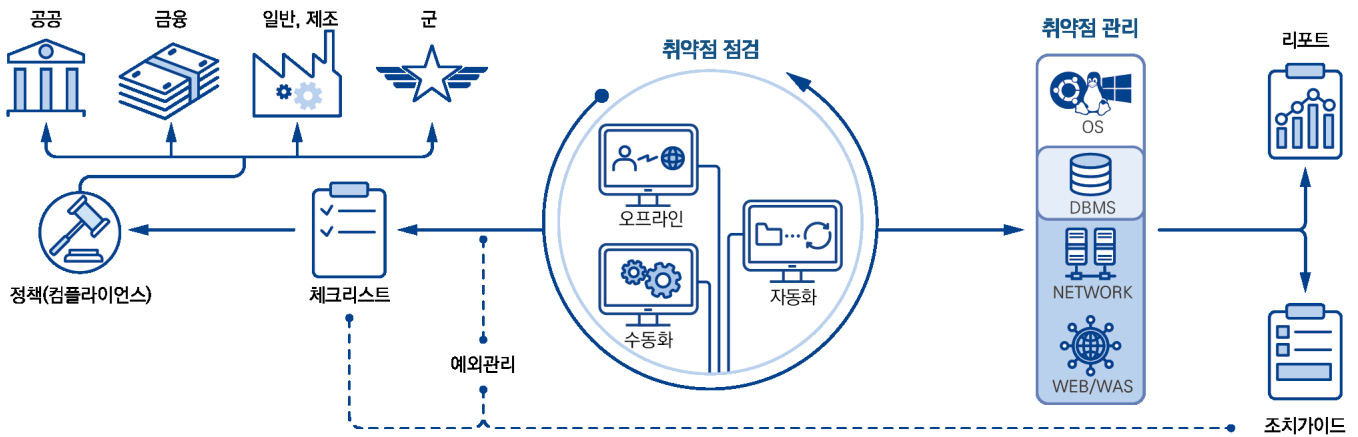 공공
금융
일반, 제조
군
정책(컴플라이언스)
체크리스트
예외관리
취약점 점검
오프라인
수동화
자동화
취약점 관리
OS
DBMS
NETWORK
WEB/WAS
리포트
조치가이드